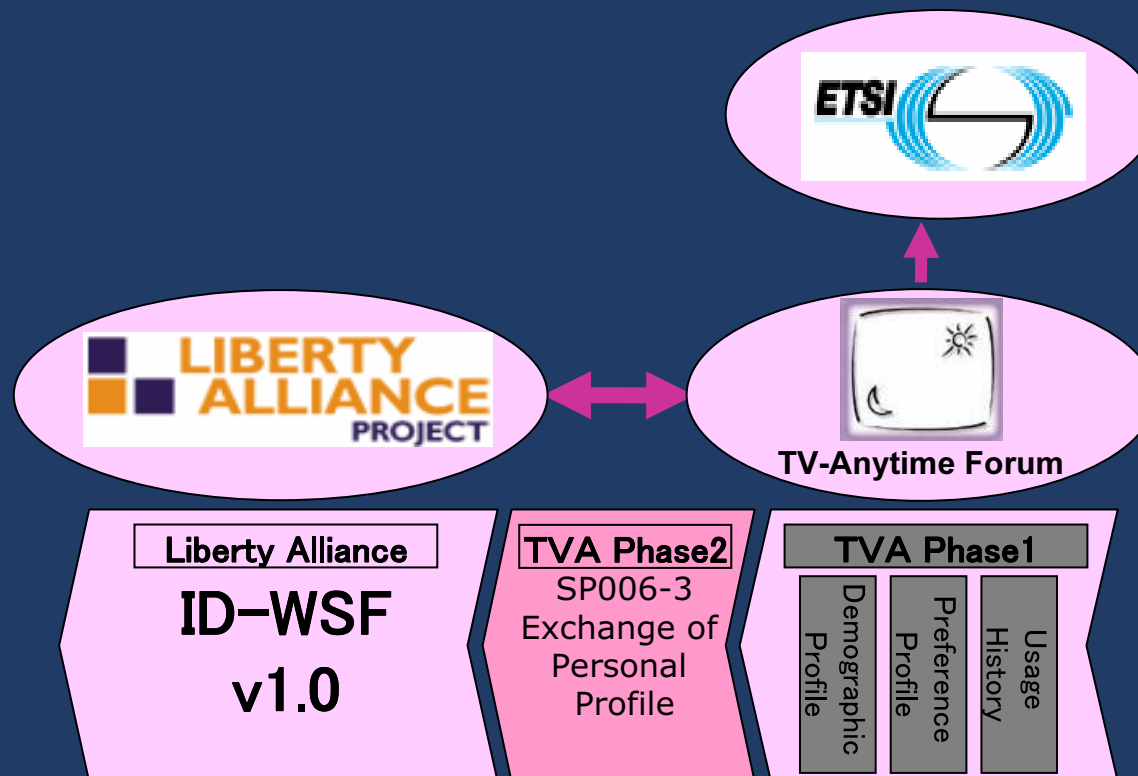 ETSI
LIBERTY
ALLIANCE
PROJECT
TV-Anytime Forum
Liberty Alliance
ID-WSF
v1.0
TVA Phase2
SP006-3
Exchange of
Personal
Profile
TVA Phase1
Demographic
Profile
Preference
Profile
Usage
History